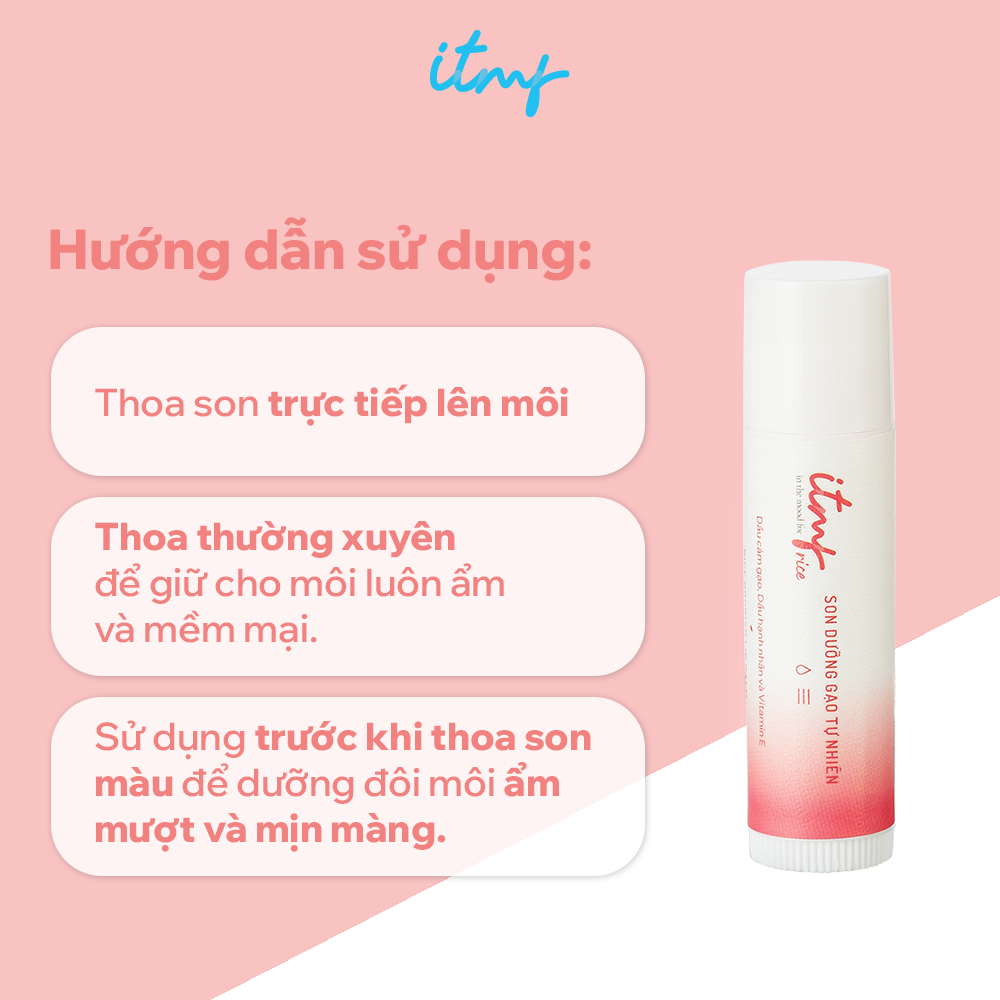 itmf
Hướng dẫn sử dụng:
Thoa son trực tiếp lên môi
Thoa thường xuyên
để giữ cho môi luôn ẩm
và mềm mại.
Sử dụng trước khi thoa son
màu để dưỡng đôi môi ẩm
mượt và mịn màng.
itmf rice
in the mood for
SON DƯỠNG GẠO TỰ NHIÊN
Dầu cám gạo, Dầu hạnh nhân và Vitamin E